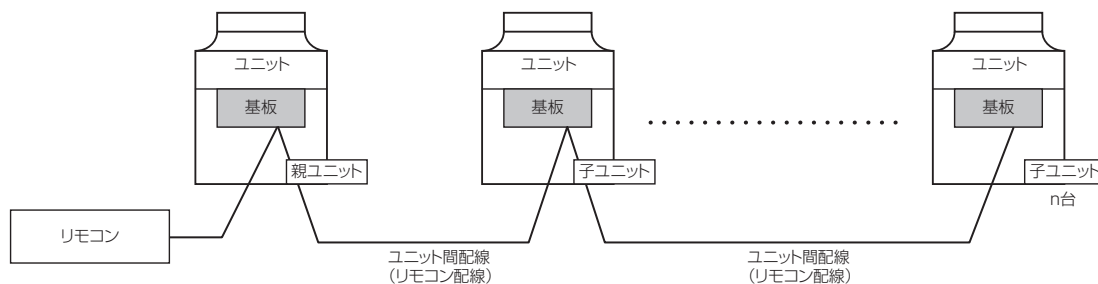 ユニット
ユニット
ユニット
基板
基板
基板
親ユニット
子ユニット
子ユニット
n台
リモコン
ユニット間配線
（リモコン配線）
ユニット間配線
（リモコン配線）